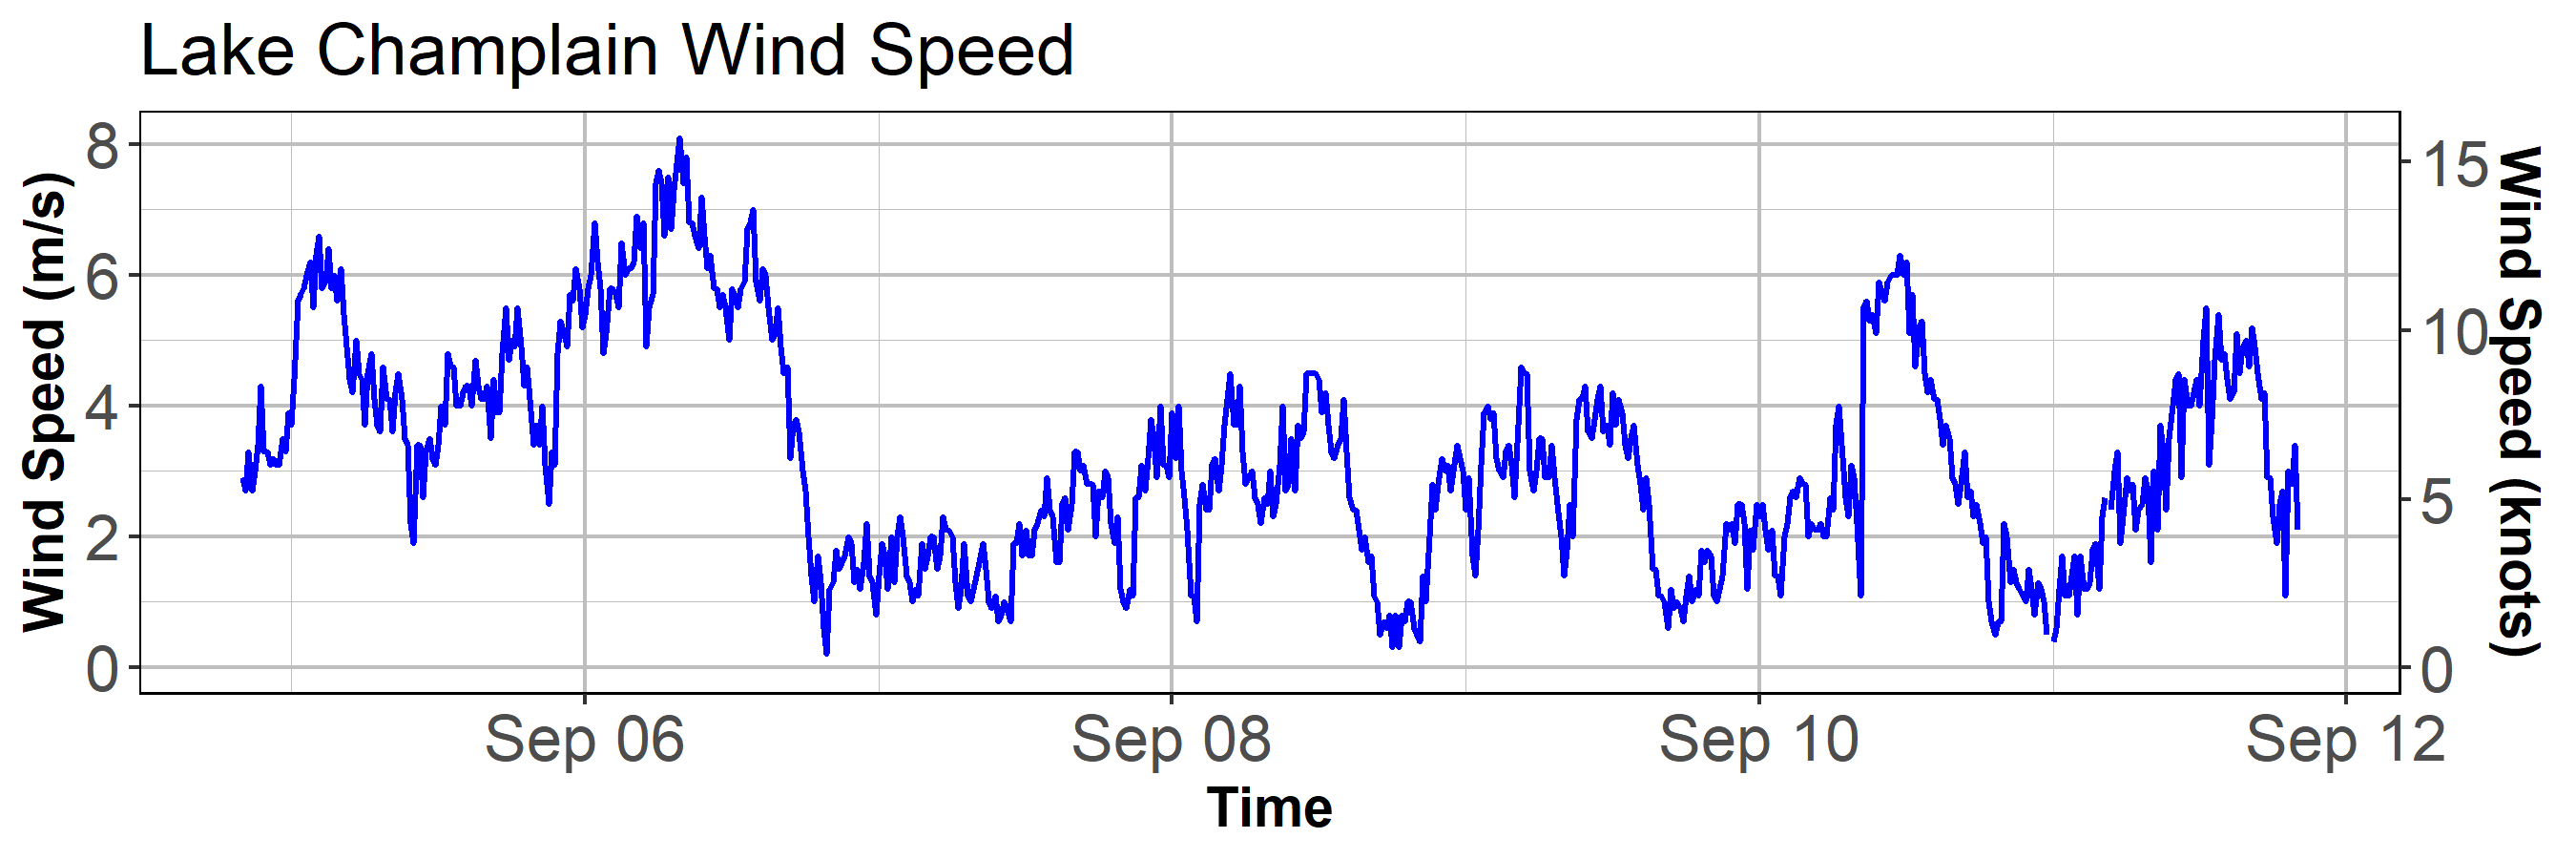 Lake Champlain Wind Speed
Wind Speed (m/s)
8
6
4
2
0
15
10
5
0
Wind Speed (knots)
Sep 06 Sep 08 Sep 10 Sep 12
Time